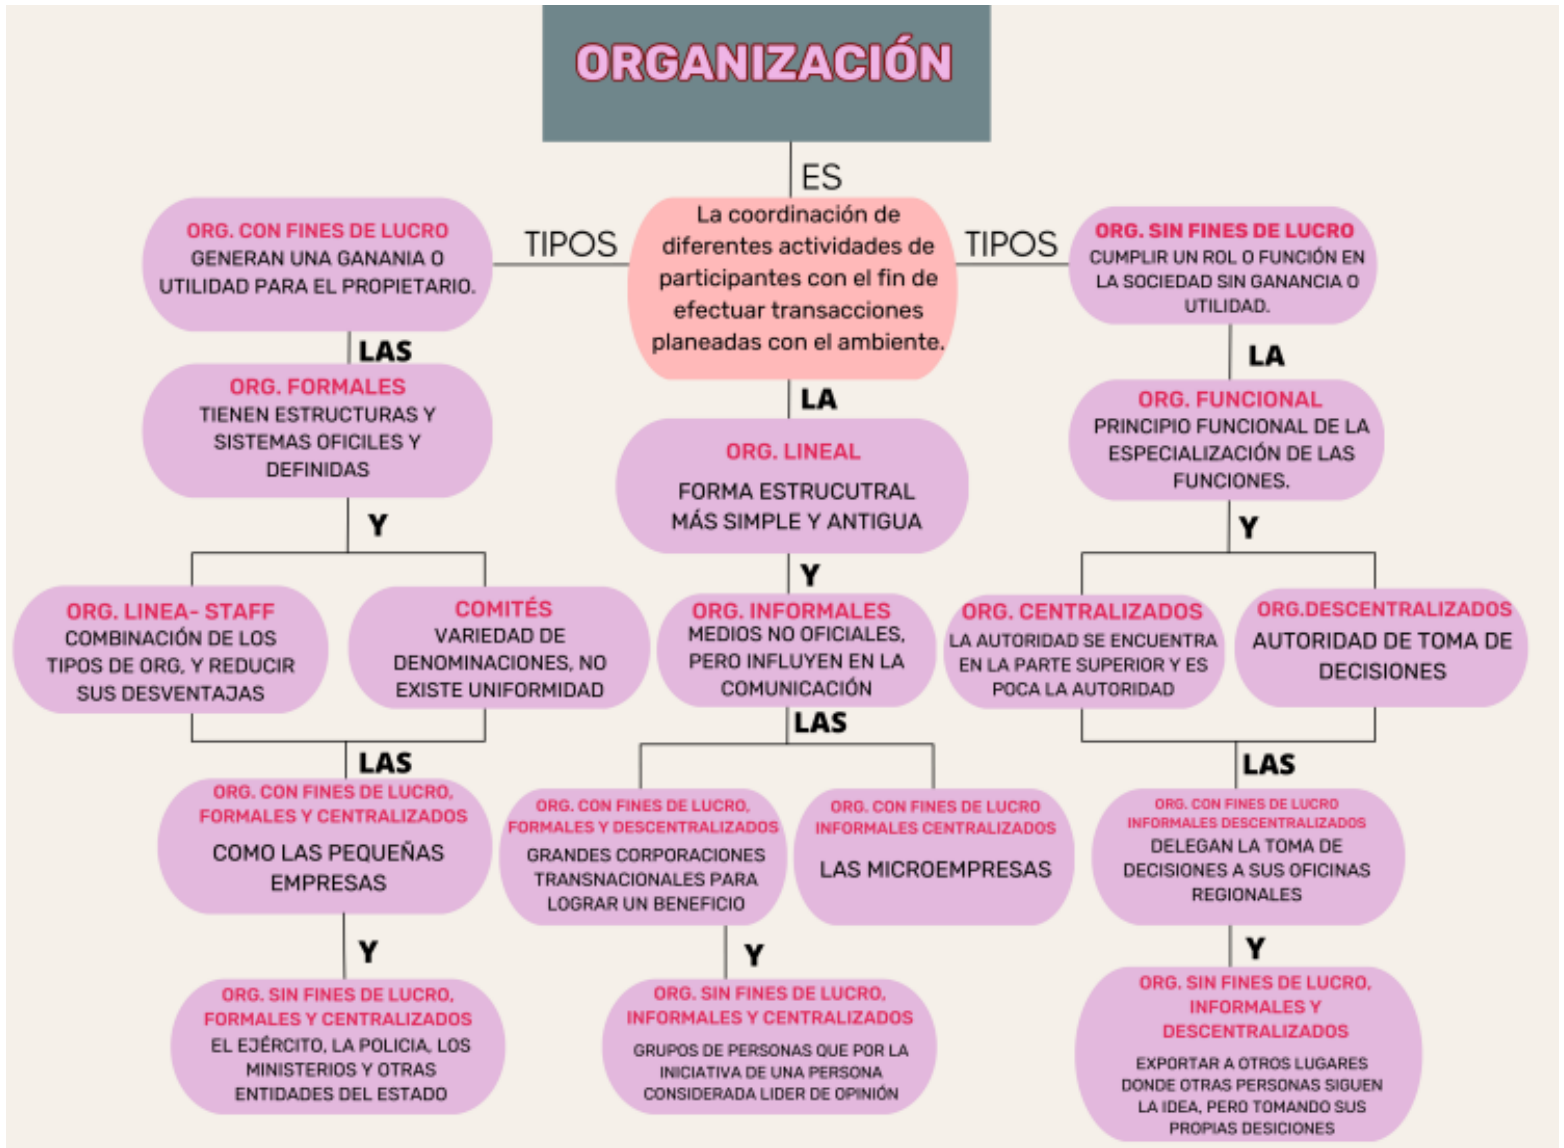 ORGANIZACIÓN
ES
TIPOS
TIPOS
ORG. CON FINES DE LUCRO
GENERAN UNA GANANIA O
UTILIDAD PARA EL PROPIETARIO.
La coordinación de
diferentes actividades de
participantes con el fin de
efectuar transacciones
planeadas con el ambiente.
ORG. SIN FINES DE LUCRO
CUMPLIR UN ROL O FUNCIÓN EN
LA SOCIEDAD SIN GANANCIA O
UTILIDAD.
LAS
LA
LA
ORG. FORMALES
TIENEN ESTRUCTURAS Y
SISTEMAS OFICILES Y
DEFINIDAS
ORG. LINEAL
FORMA ESTRUCUTRAL
MÁS SIMPLE Y ANTIGUA
ORG. FUNCIONAL
PRINCIPIO FUNCIONAL DE LA
ESPECIALIZACIÓN DE LAS
FUNCIONES.
Y
Y
Y
ORG. LINEA- STAFF
COMBINACIÓN DE LOS
TIPOS DE ORG, Y REDUCIR
SUS DESVENTAJAS
COMITÉS
VARIEDAD DE
DENOMINACIONES, NO
EXISTE UNIFORMIDAD
ORG. INFORMALES
MEDIOS NO OFICIALES,
PERO INFLUYEN EN LA
COMUNICACIÓN
ORG. CENTRALIZADOS
LA AUTORIDAD SE ENCUENTRA
EN LA PARTE SUPERIOR Y ES
POCA LA AUTORIDAD
ORG.DESCENTRALIZADOS
AUTORIDAD DE TOMA DE
DECISIONES
LAS
LAS
LAS
ORG. CON FINES DE LUCRO,
FORMALES Y CENTRALIZADOS
COMO LAS PEQUEÑAS
EMPRESAS
ORG. CON FINES DE LUCRO,
FORMALES Y DESCENTRALIZADOS
GRANDES CORPORACIONES
TRANSNACIONALES PARA
LOGRAR UN BENEFICIO
ORG. CON FINES DE LUCRO
INFORMALES CENTRALIZADOS
LAS MICROEMPRESAS
ORG. CON FINES DE LUCRO
INFORMALES DESCENTRALIZADOS
DELEGAN LA TOMA DE
DECISIONES A SUS OFICINAS
REGIONALES
Y
Y
Y
ORG. SIN FINES DE LUCRO,
FORMALES Y CENTRALIZADOS
EL EJÉRCITO, LA POLICIA, LOS
MINISTERIOS Y OTRAS
ENTIDADES DEL ESTADO
ORG. SIN FINES DE LUCRO,
INFORMALES Y CENTRALIZADOS
GRUPOS DE PERSONAS QUE POR LA
INICIATIVA DE UNA PERSONA
CONSIDERADA LIDER DE OPINIÓN
ORG. SIN FINES DE LUCRO,
INFORMALES Y
DESCENTRALIZADOS
EXPORTAR A OTROS LUGARES
DONDE OTRAS PERSONAS SIGUEN
LA IDEA, PERO TOMANDO SUS
PROPIAS DESICIONES